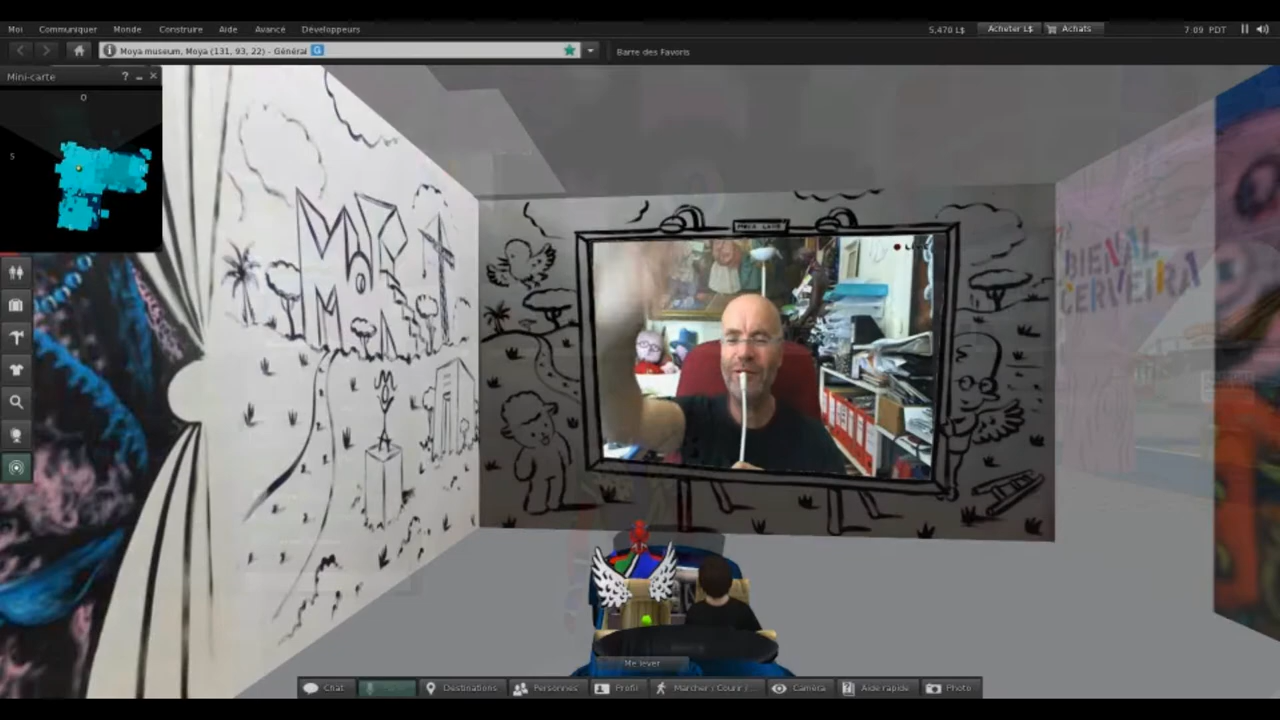 Moi Communiquer Monde Construire Aide Avancé Développeurs 5,470 L$ Acheter L$ Achats 7:09 PDT
Moya museum, Moya (131, 93, 22) - Général G Barre des Favoris
Mini-carte ? _ ×
O
S
MOYA LAND
BIENAL
CERVEIRA
Me lever
Chat Destinations Personnes Profil Marcher / Courir /... Caméra Aide rapide Photo